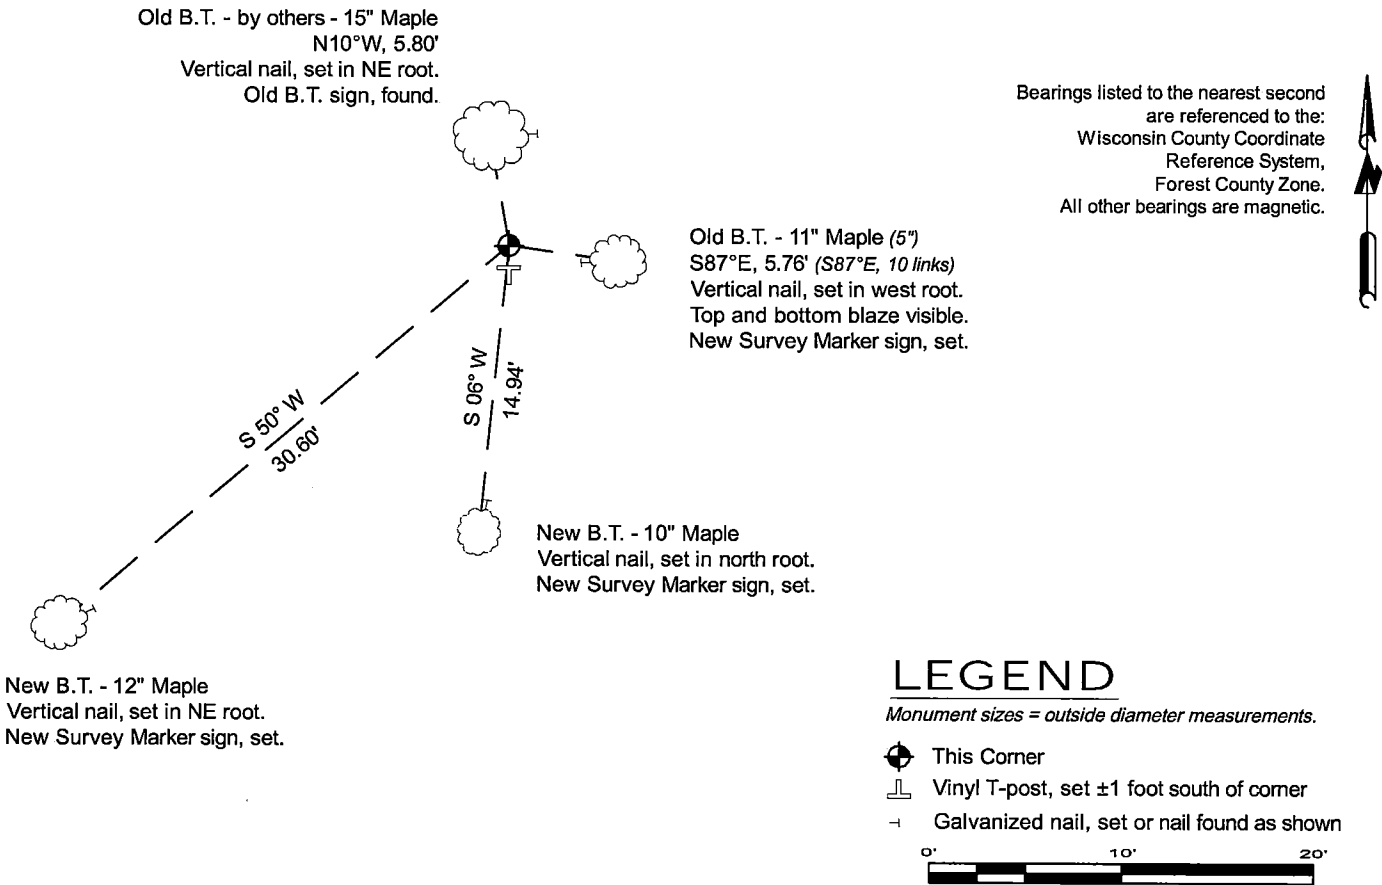 Old B.T. - by others - 15" Maple
N10°W, 5.80'
Vertical nail, set in NE root.
Old B.T. sign, found.
Bearings listed to the nearest second
are referenced to the:
Wisconsin County Coordinate
Reference System,
Forest County Zone.
All other bearings are magnetic.
N
Old B.T. - 11" Maple (5")
S87°E, 5.76' (S87°E, 10 links)
Vertical nail, set in west root.
Top and bottom blaze visible.
New Survey Marker sign, set.
S 06° W
14.94'
S 50° W
30.60'
New B.T. - 10" Maple
Vertical nail, set in north root.
New Survey Marker sign, set.
New B.T. - 12" Maple
Vertical nail, set in NE root.
New Survey Marker sign, set.
LEGEND
Monument sizes = outside diameter measurements.
This Corner
Vinyl T-post, set ±1 foot south of corner
Galvanized nail, set or nail found as shown
0' 10' 20'